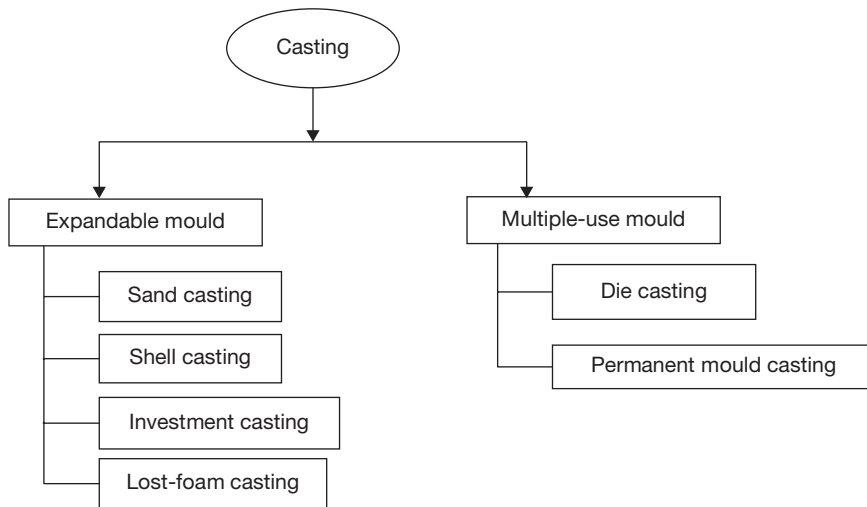 Casting
Expandable mould
Multiple-use mould
Sand casting
Die casting
Shell casting
Permanent mould casting
Investment casting
Lost-foam casting